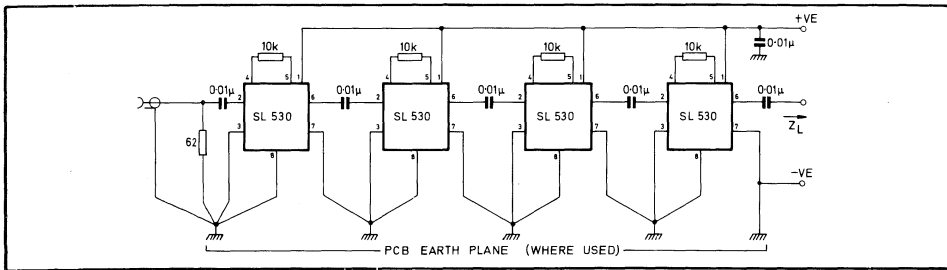 +VE
10k 10k 10k 10k 0·01μ
4 5 1 4 5 1 4 5 1 4 5 1
0·01μ 0·01μ 0·01μ 0·01μ 0·01μ
2 SL 530 6 2 SL 530 6 2 SL 530 6 2 SL 530 6
Z_L
62 3 7 3 7 3 7 3 7
8 8 8 8
-VE
PCB EARTH PLANE (WHERE USED)